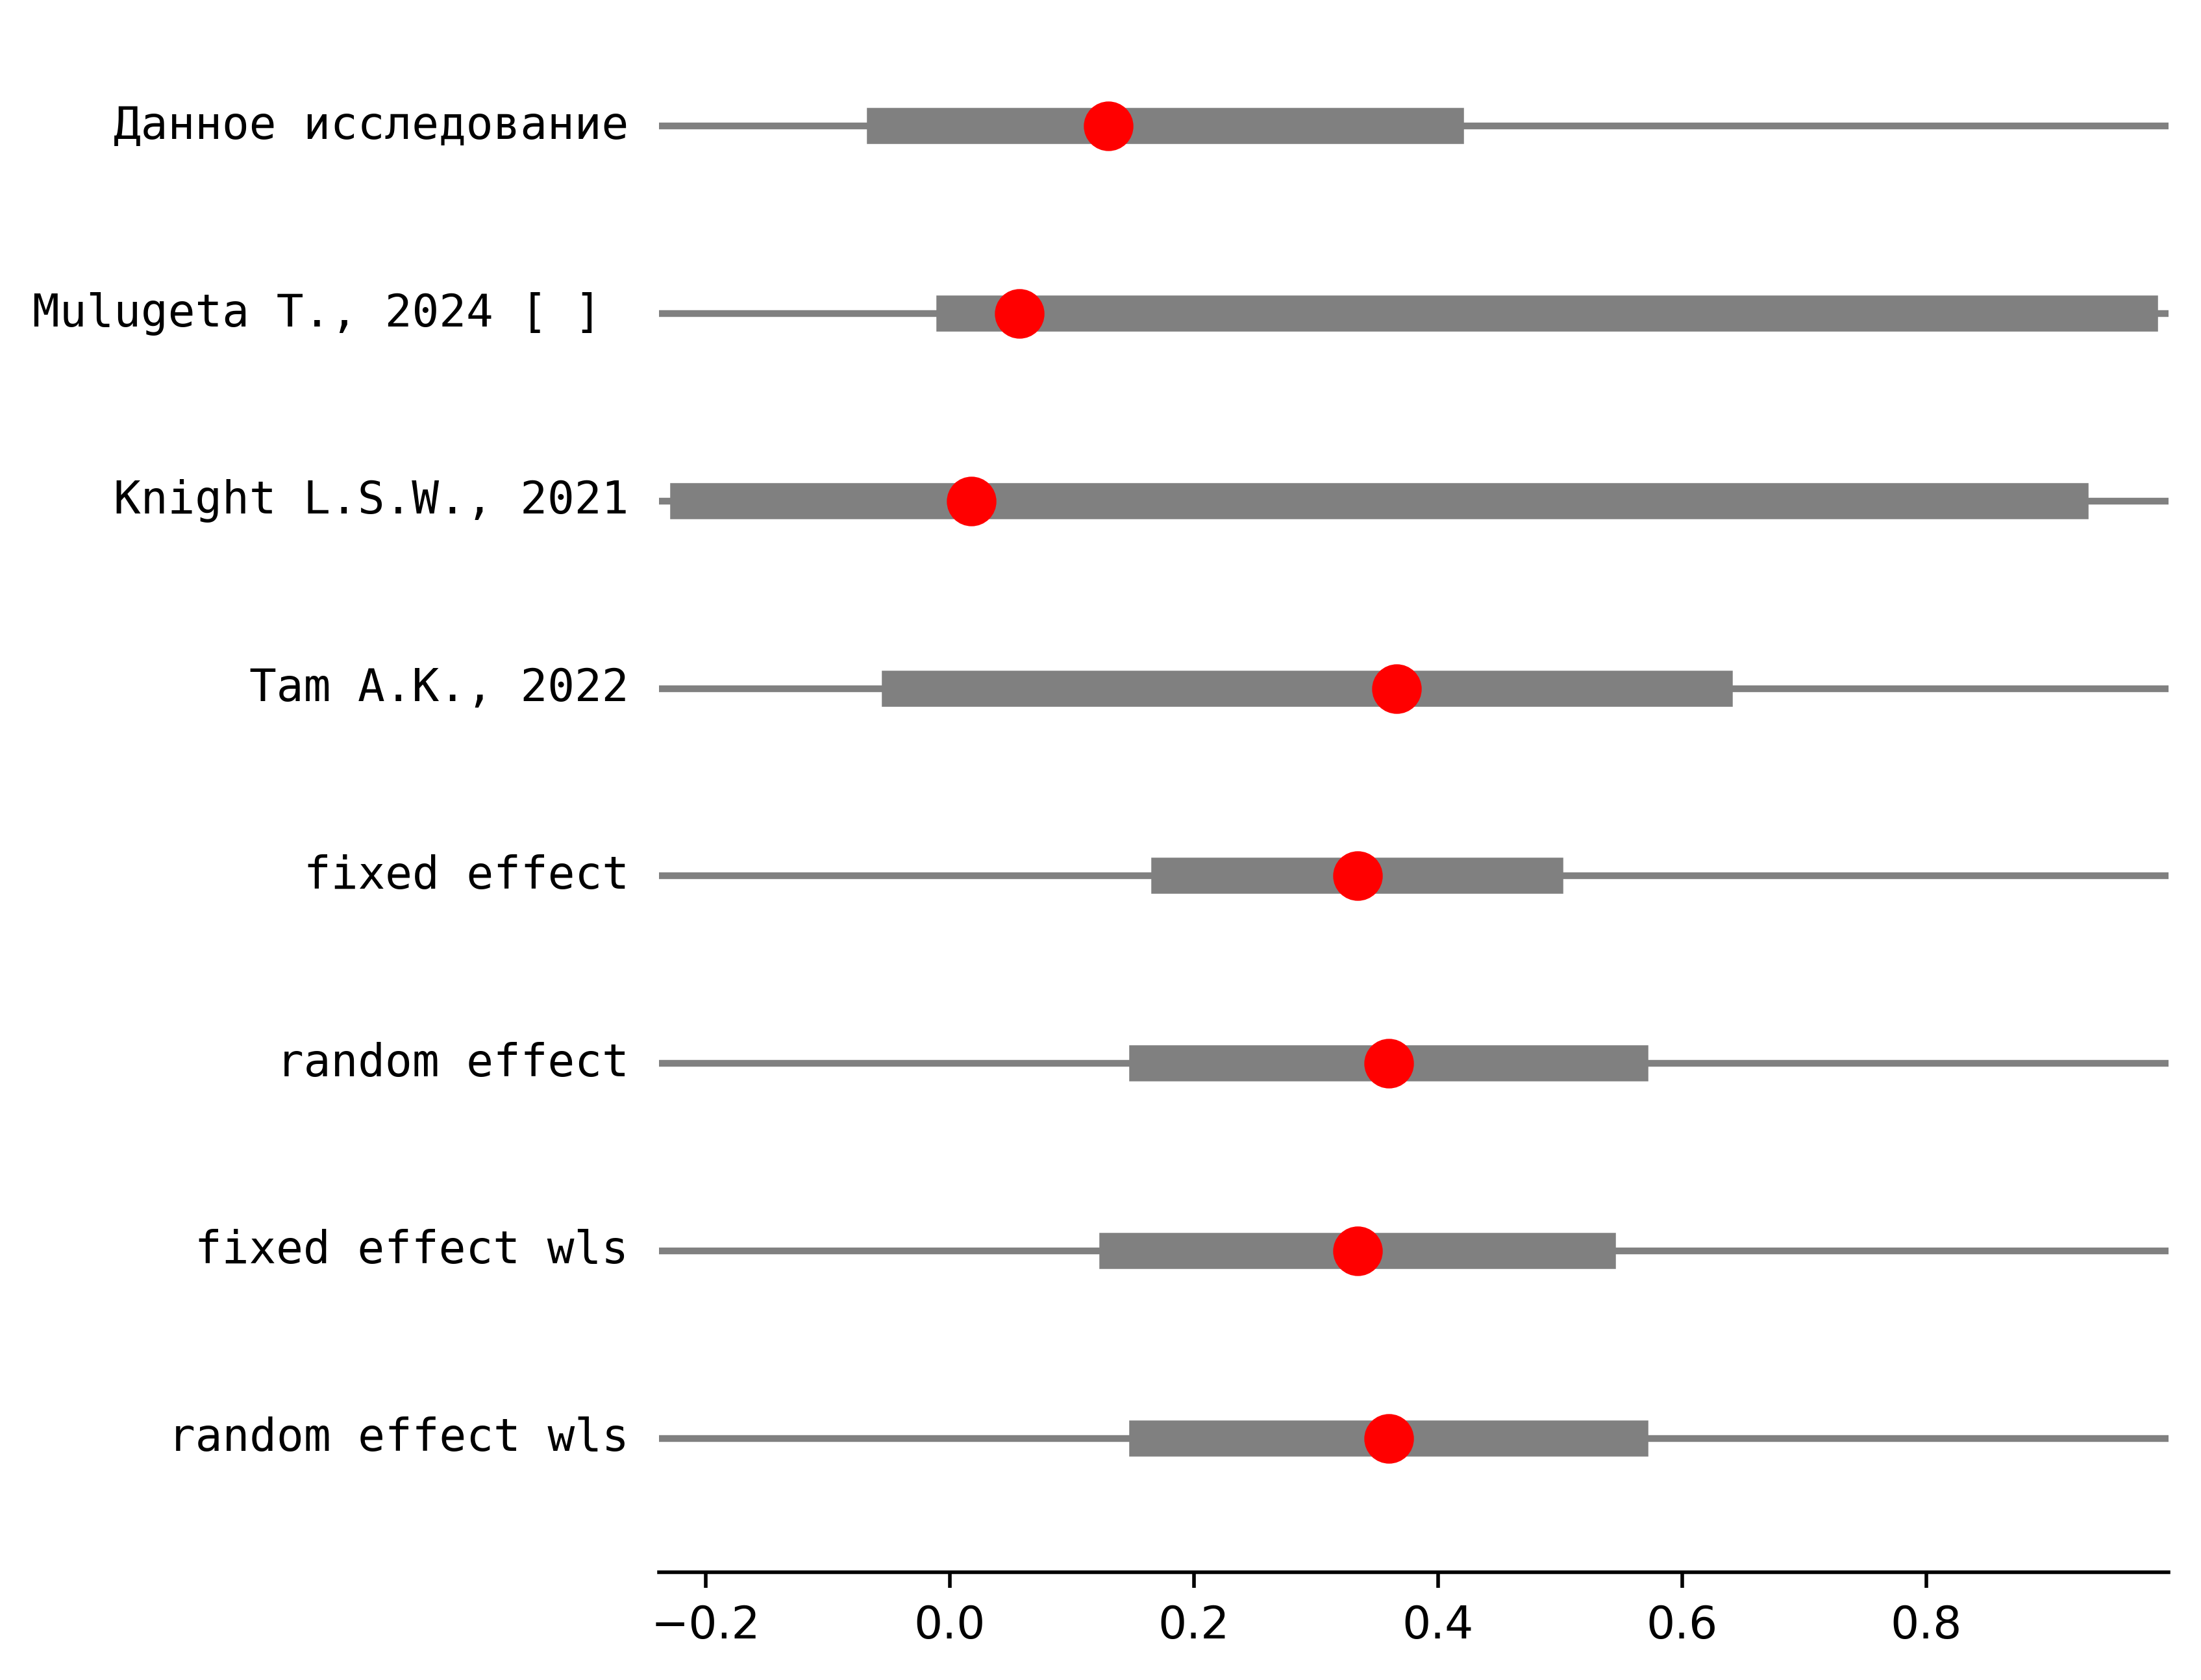 Данное исследование
Mulugeta T., 2024 [ ]
Knight L.S.W., 2021
Tam A.K., 2022
fixed effect
random effect
fixed effect wls
random effect wls
−0.2 0.0 0.2 0.4 0.6 0.8